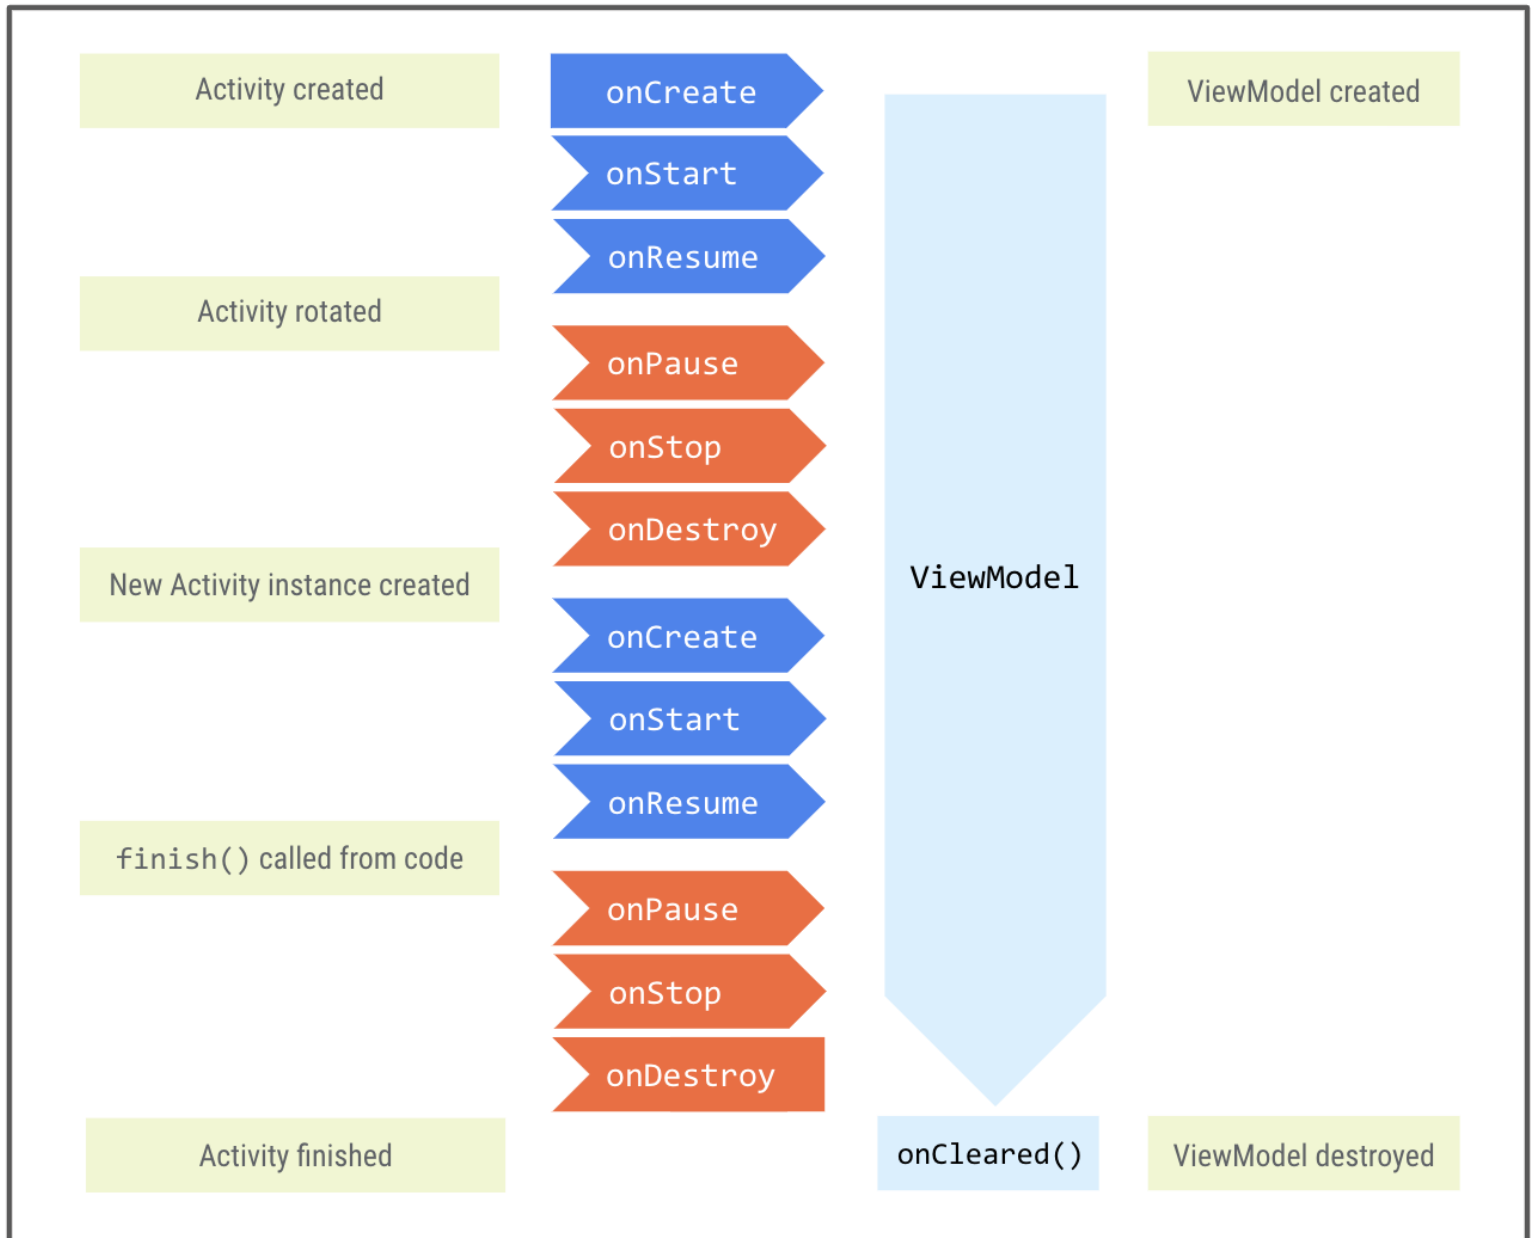 Activity created
onCreate
ViewModel created
onStart
onResume
Activity rotated
onPause
onStop
onDestroy
ViewModel
New Activity instance created
onCreate
onStart
onResume
finish() called from code
onPause
onStop
onDestroy
Activity finished
onCleared()
ViewModel destroyed